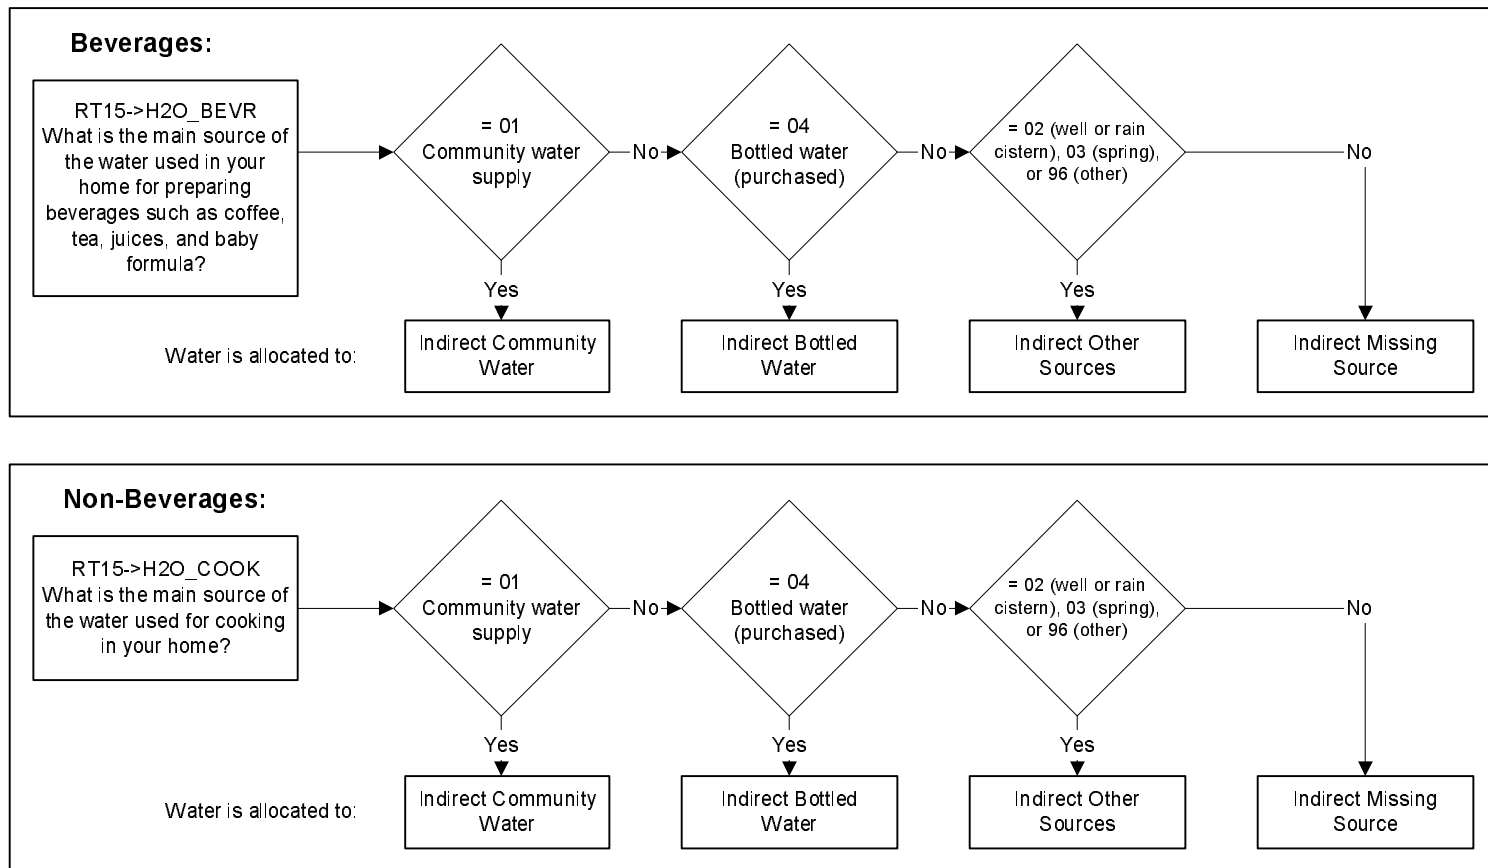 Beverages:
RT15->H2O_BEVR
What is the main source of
the water used in your
home for preparing
beverages such as coffee,
tea, juices, and baby
formula?
= 01
Community water
supply
No
= 04
Bottled water
(purchased)
No
= 02 (well or rain
cistern), 03 (spring),
or 96 (other)
No
Yes
Yes
Yes
Water is allocated to:
Indirect Community
Water
Indirect Bottled
Water
Indirect Other
Sources
Indirect Missing
Source
Non-Beverages:
RT15->H2O_COOK
What is the main source of
the water used for cooking
in your home?
= 01
Community water
supply
No
= 04
Bottled water
(purchased)
No
= 02 (well or rain
cistern), 03 (spring),
or 96 (other)
No
Yes
Yes
Yes
Water is allocated to:
Indirect Community
Water
Indirect Bottled
Water
Indirect Other
Sources
Indirect Missing
Source